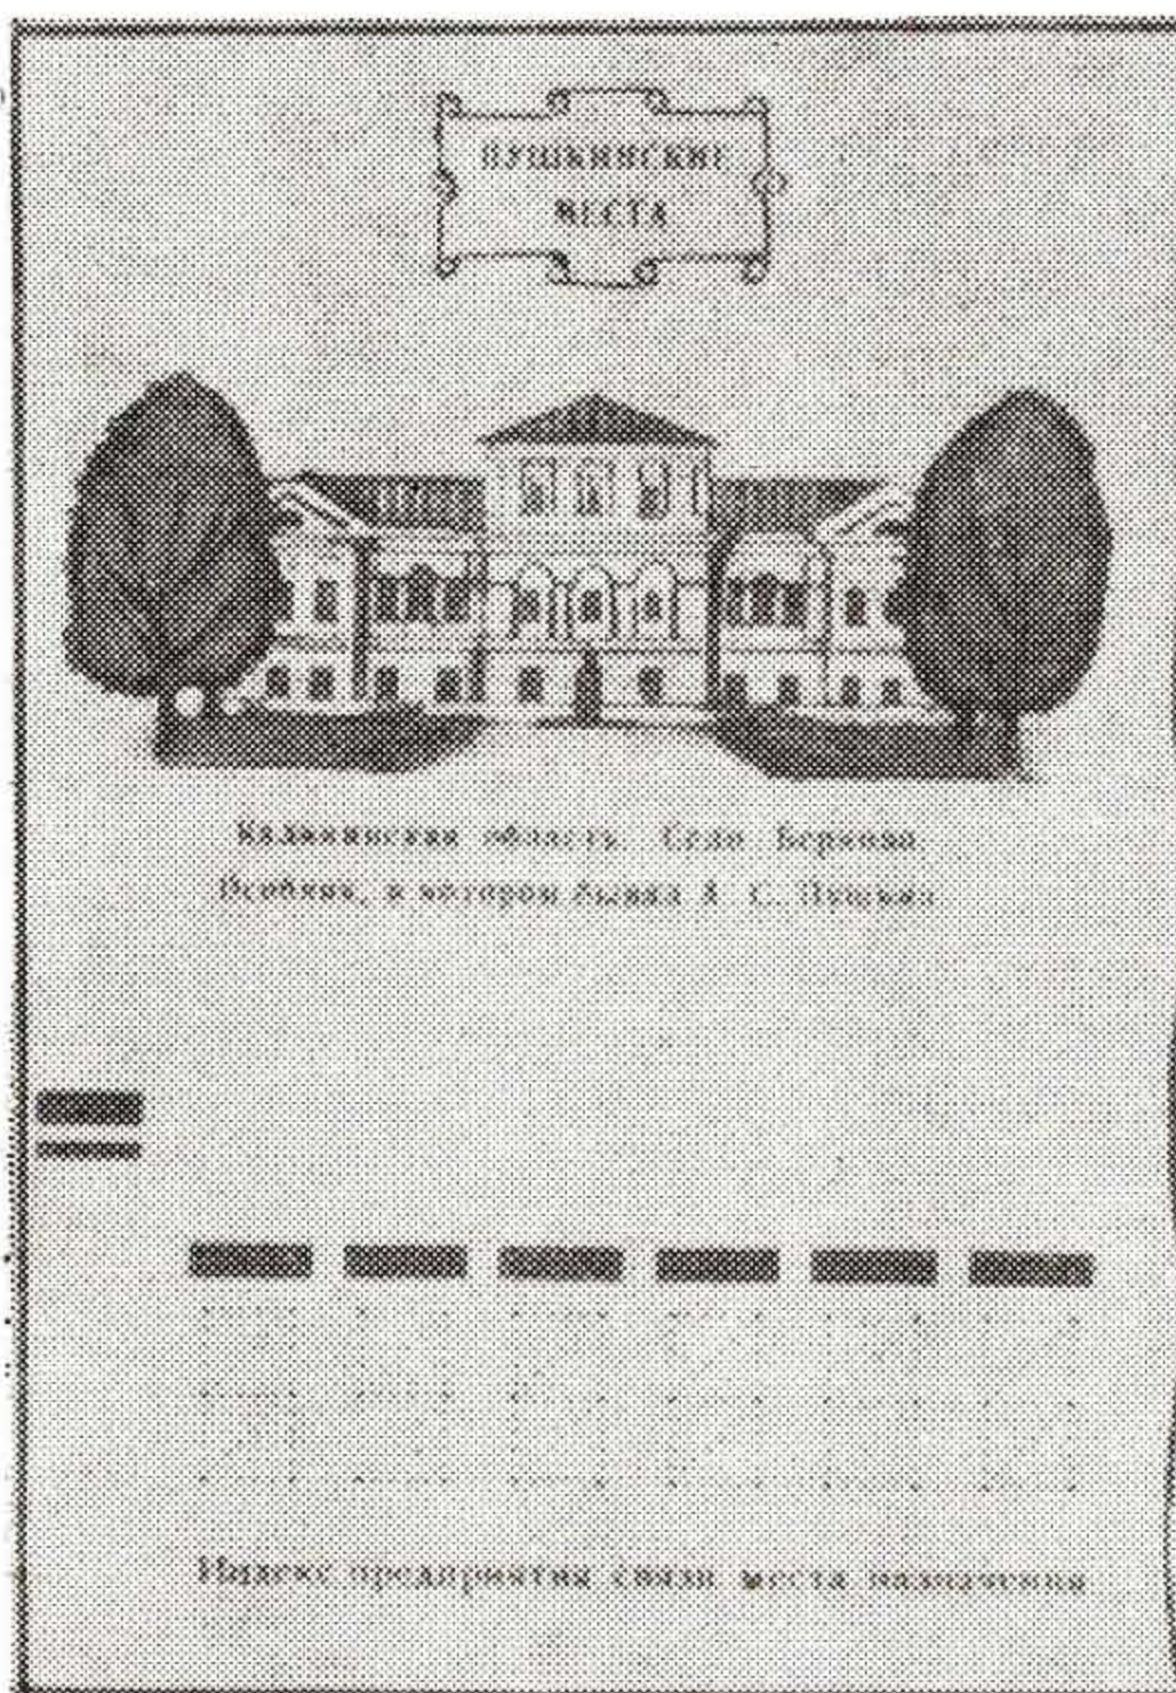 ПУШКИНСКИЕ
МЕСТА
Калининская область. Село Берново.
Особняк, в котором бывал А. С. Пушкин
Индекс предприятия связи места назначения